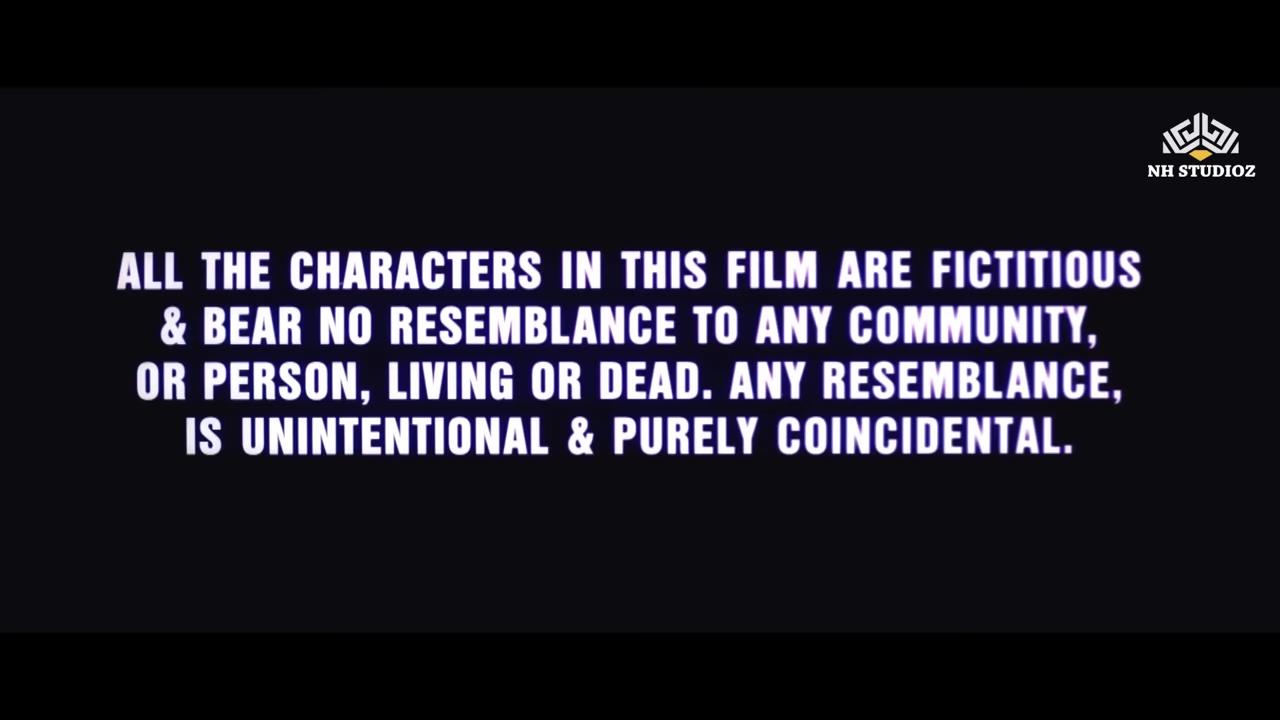 NH STUDIOZ
ALL THE CHARACTERS IN THIS FILM ARE FICTITIOUS
& BEAR NO RESEMBLANCE TO ANY COMMUNITY,
OR PERSON, LIVING OR DEAD. ANY RESEMBLANCE,
IS UNINTENTIONAL & PURELY COINCIDENTAL.